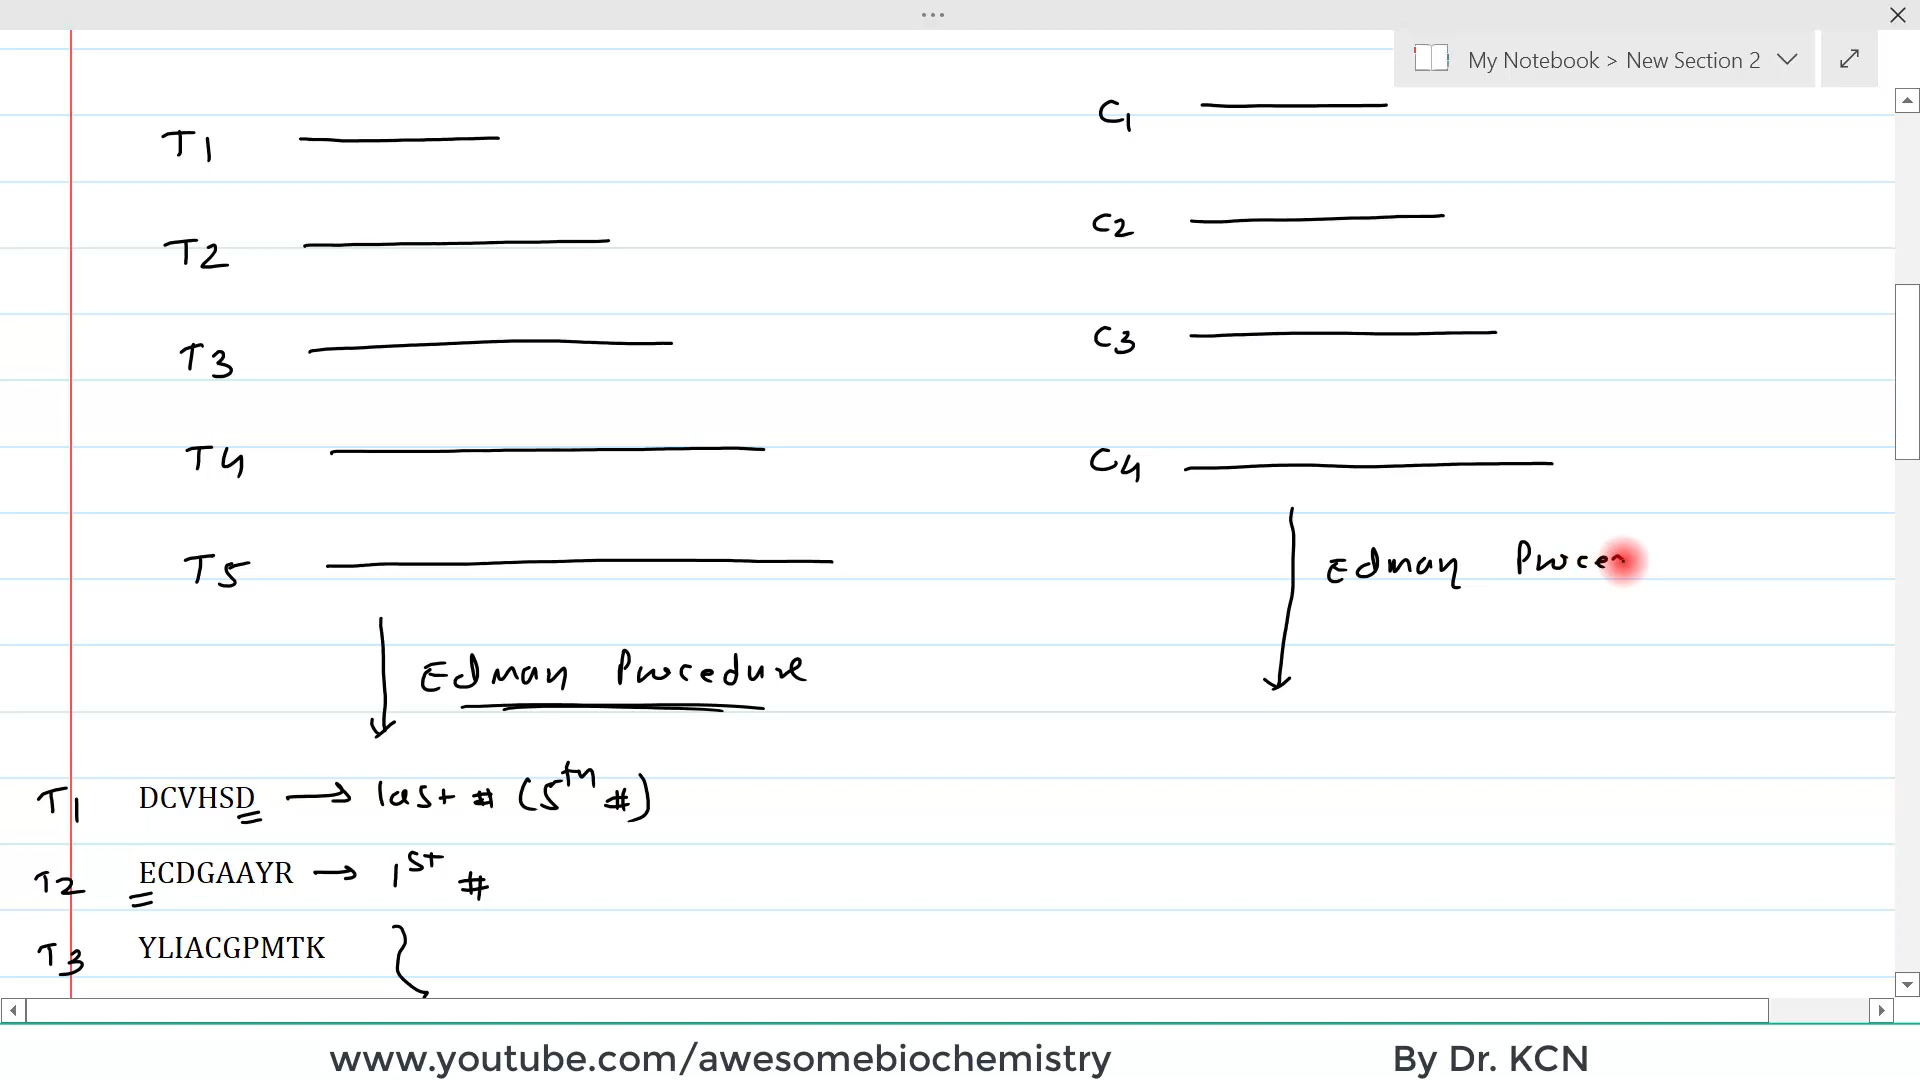 My Notebook > New Section 2
T1
T2
T3
T4
T5
Edman Procedure
C1
C2
C3
C4
Edman
T1 DCVHSD → last # (5th #)
T2 ECDGAAYR → 1st #
T3 YLIACGPMTK
www.youtube.com/awesomebiochemistry
By Dr. KCN